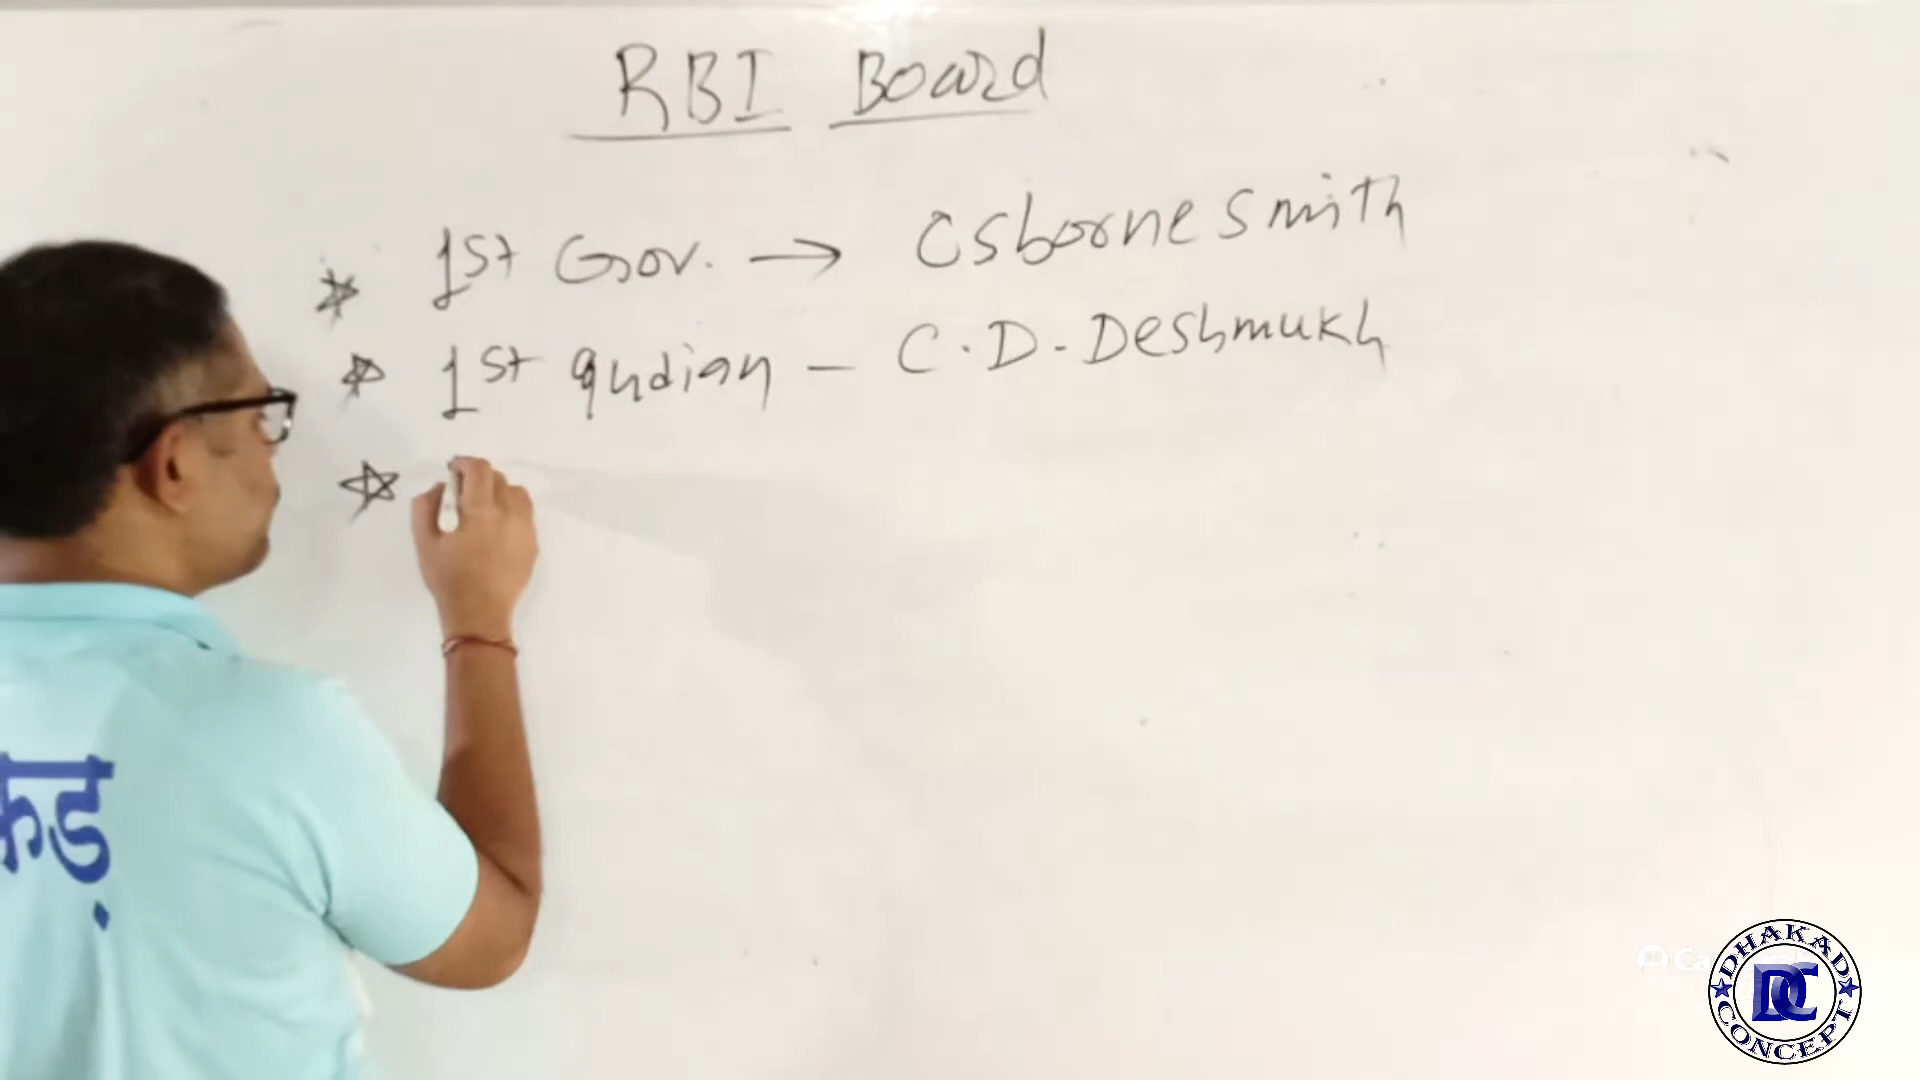 RBI Board
1st Gov. → Osborne Smith
1st Indian - C.D. Deshmukh
कड़
DHAKAD
DC
CONCEPT